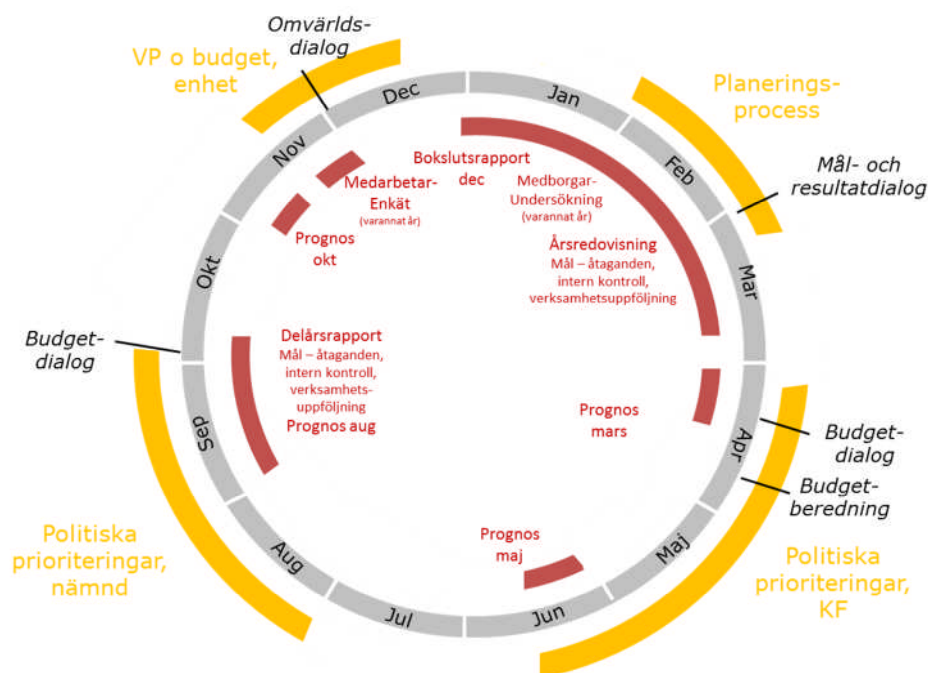 Omvärlds-
dialog
VP o budget,
enhet
Planerings-
process
Mål- och
resultatdialog
Jan
Feb
Mar
Apr
Maj
Jun
Jul
Aug
Sep
Okt
Nov
Dec
Bokslutsrapport
dec
Medborgar-
Undersökning
(varannat år)
Årsredovisning
Mål – åtaganden,
intern kontroll,
verksamhetsuppföljning
Medarbetar-
Enkät
(varannat år)
Prognos
okt
Delårsrapport
Mål – åtaganden,
intern kontroll,
verksamhets-
uppföljning
Prognos aug
Prognos
mars
Prognos
maj
Budget-
dialog
Budget-
dialog
Budget-
beredning
Politiska
prioriteringar,
nämnd
Politiska
prioriteringar,
KF